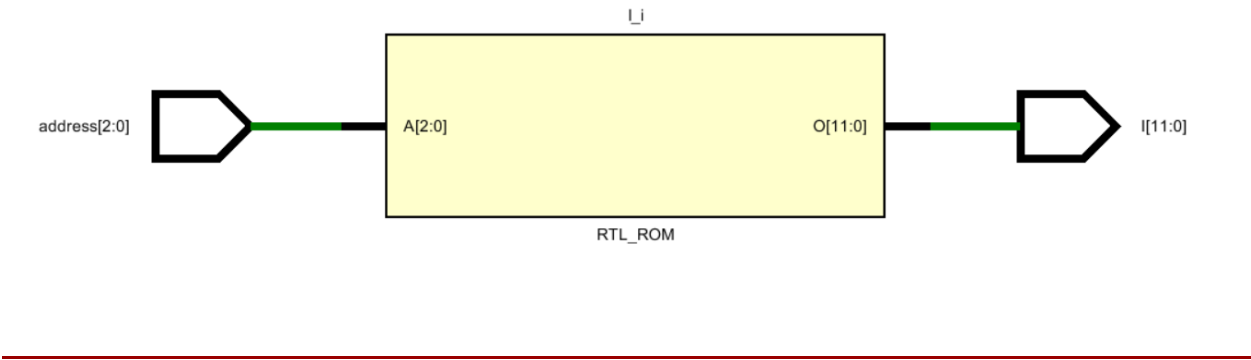 I_i
address[2:0]
A[2:0]
O[11:0]
I[11:0]
RTL_ROM